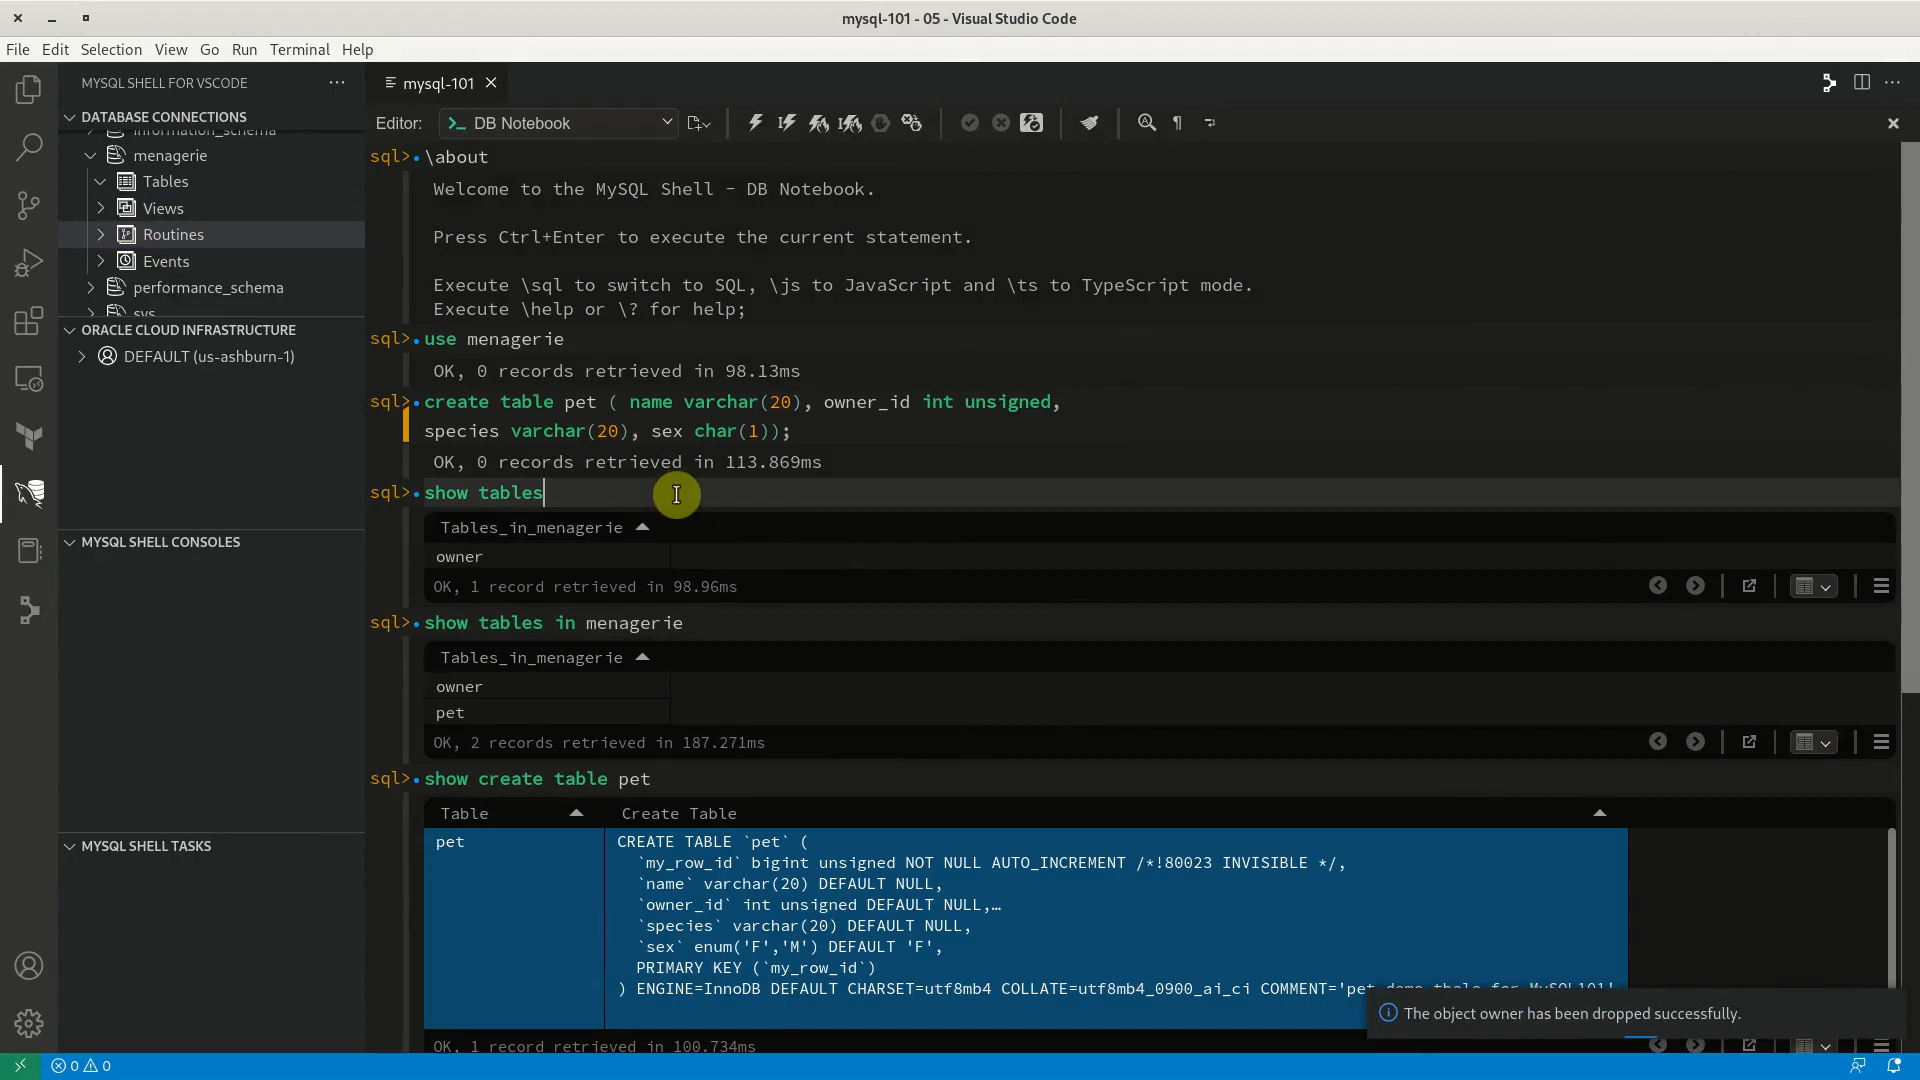 mysql-101 - 05 - Visual Studio Code
File Edit Selection View Go Run Terminal Help
MYSQL SHELL FOR VSCODE
mysql-101
DATABASE CONNECTIONS
Editor: DB Notebook
information_schema
menagerie
Tables
Views
Routines
Events
performance_schema
sys
ORACLE CLOUD INFRASTRUCTURE
DEFAULT (us-ashburn-1)
MYSQL SHELL CONSOLES
MYSQL SHELL TASKS
sql> \about
Welcome to the MySQL Shell - DB Notebook.
Press Ctrl+Enter to execute the current statement.
Execute \sql to switch to SQL, \js to JavaScript and \ts to TypeScript mode.
Execute \help or \? for help;
sql> use menagerie
OK, 0 records retrieved in 98.13ms
sql> create table pet ( name varchar(20), owner_id int unsigned,
species varchar(20), sex char(1));
OK, 0 records retrieved in 113.869ms
sql> show tables
Tables_in_menagerie
owner
OK, 1 record retrieved in 98.96ms
sql> show tables in menagerie
Tables_in_menagerie
owner
pet
OK, 2 records retrieved in 187.271ms
sql> show create table pet
Table Create Table
pet CREATE TABLE `pet` (
`my_row_id` bigint unsigned NOT NULL AUTO_INCREMENT /*!80023 INVISIBLE */,
`name` varchar(20) DEFAULT NULL,
`owner_id` int unsigned DEFAULT NULL,…
`species` varchar(20) DEFAULT NULL,
`sex` enum('F','M') DEFAULT 'F',
PRIMARY KEY (`my_row_id`)
) ENGINE=InnoDB DEFAULT CHARSET=utf8mb4 COLLATE=utf8mb4_0900_ai_ci COMMENT='pet demo tbole for MySQL101'
The object owner has been dropped successfully.
OK, 1 record retrieved in 100.734ms
0 0